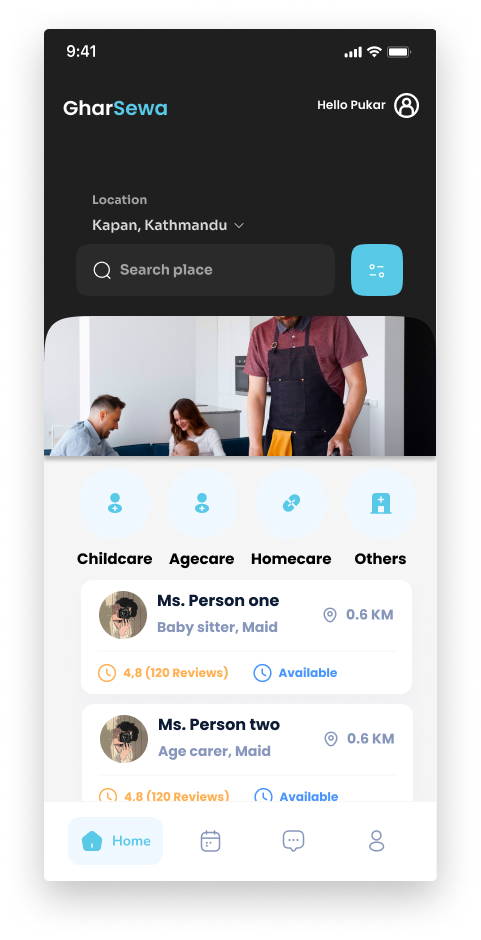 9:41
GharSewa
Hello Pukar
Location
Kapan, Kathmandu
Search place
Childcare Agecare Homecare Others
Ms. Person one
Baby sitter, Maid
0.6 KM
4,8 (120 Reviews) Available
Ms. Person two
Age carer, Maid
0.6 KM
4,8 (120 Reviews) Available
Home